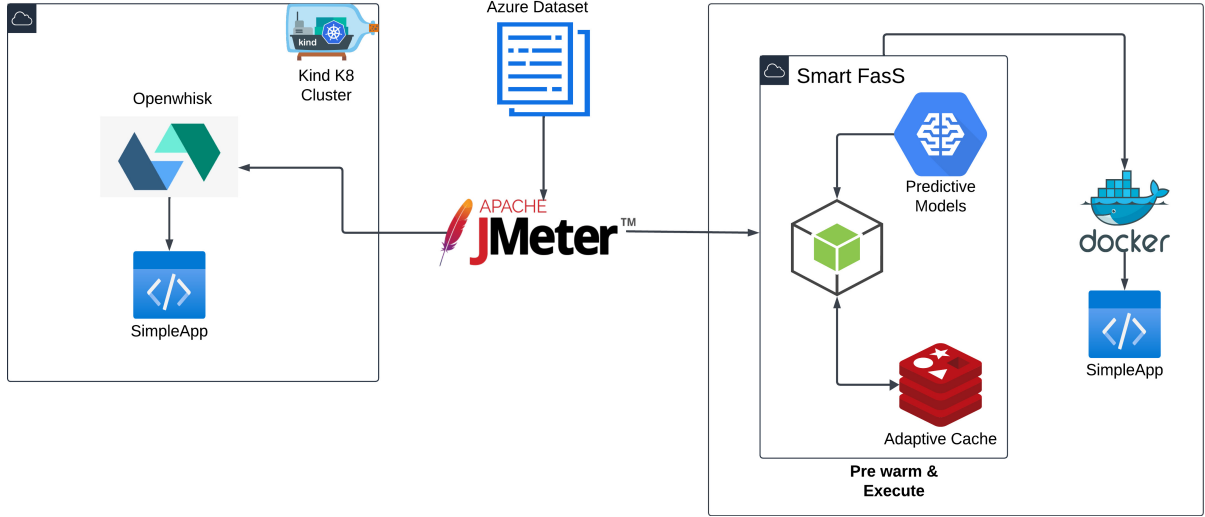 Kind K8
Cluster
kind
Openwhisk
</>
SimpleApp
Azure Dataset
APACHE
JMeter™
Smart FasS
Predictive
Models
Adaptive Cache
Pre warm &
Execute
docker
</>
SimpleApp